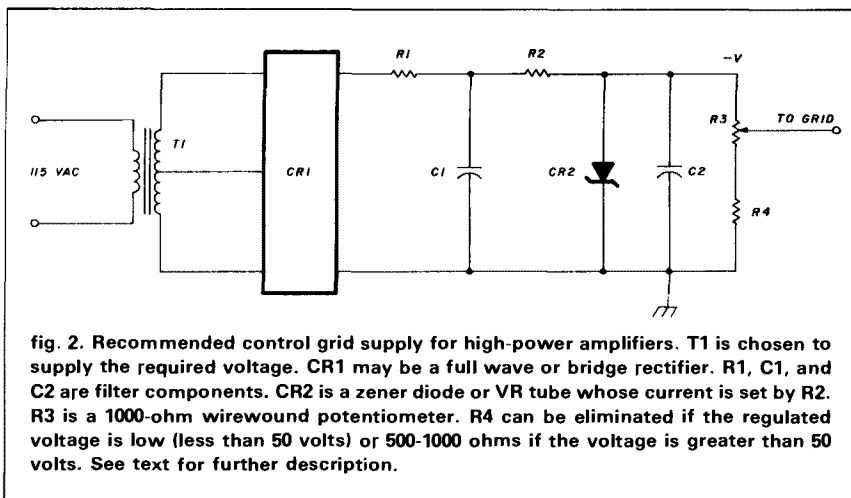 R1
R2
-V
R3
TO GRID
T1
115 VAC
CR1
C1
CR2
C2
R4
fig. 2. Recommended control grid supply for high-power amplifiers. T1 is chosen to
supply the required voltage. CR1 may be a full wave or bridge rectifier. R1, C1, and
C2 are filter components. CR2 is a zener diode or VR tube whose current is set by R2.
R3 is a 1000-ohm wirewound potentiometer. R4 can be eliminated if the regulated
voltage is low (less than 50 volts) or 500-1000 ohms if the voltage is greater than 50
volts. See text for further description.